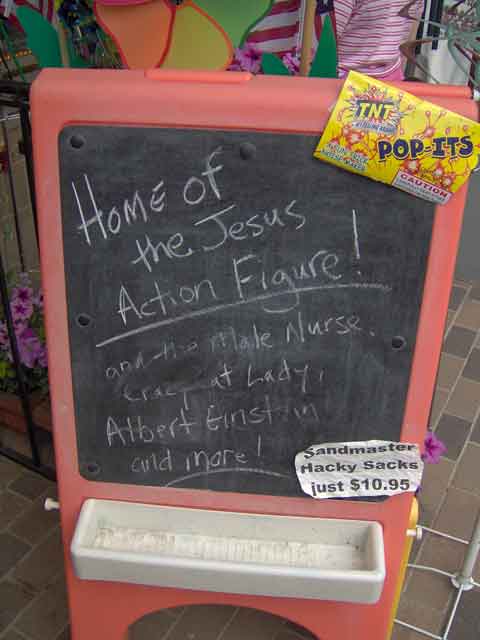 TNT
POP-ITS
CAUTION
Home of
the Jesus
Action Figure!
and the Male Nurse,
Crazy Cat Lady,
Albert Einstein
and more!
Sandmaster
Hacky Sacks
just $10.95